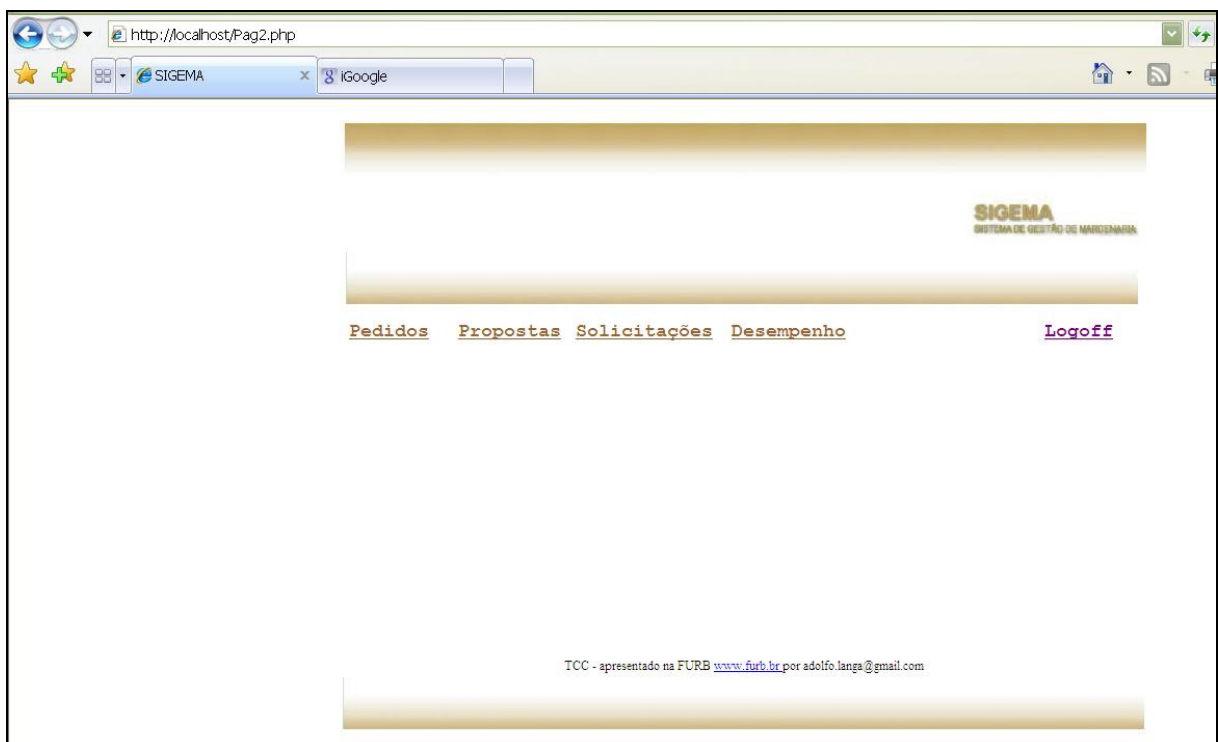 http://localhost/Pag2.php
SIGEMA
iGoogle
SIGEMA
SISTEMA DE GESTÃO DE MARCENARIA
Pedidos Propostas Solicitações Desempenho Logoff
TCC - apresentado na FURB www.furb.br por adolfo.langa@gmail.com